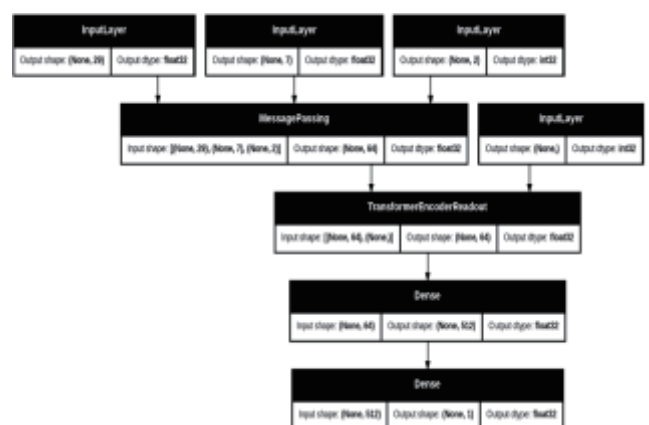 InputLayer InputLayer InputLayer
Output shape: (None, 29) Output dtype: float32 Output shape: (None, 7) Output dtype: float32 Output shape: (None, 2) Output dtype: int32
MessagePassing InputLayer
Input shape: [(None, 29), (None, 7), (None, 2)] Output shape: (None, 64) Output dtype: float32 Output shape: (None,) Output dtype: int32
TransformerEncoderReadout
Input shape: [(None, 64), (None,)] Output shape: (None, 64) Output dtype: float32
Dense
Input shape: (None, 64) Output shape: (None, 512) Output dtype: float32
Dense
Input shape: (None, 512) Output shape: (None, 1) Output dtype: float32